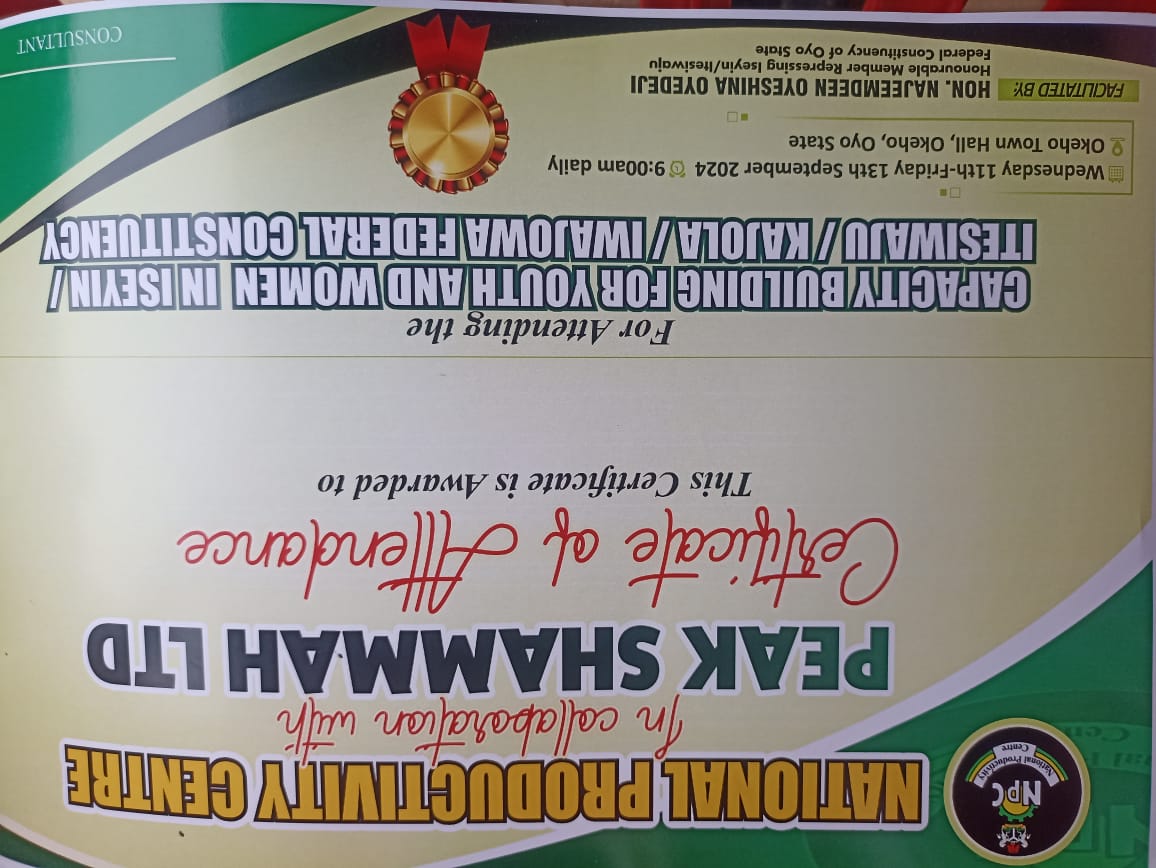 NPC
National Productivity
Centre
NATIONAL PRODUCTIVITY CENTRE
In collaboration with
PEAK SHAMMAH LTD
Certificate of Attendance
This Certificate is Awarded to
For Attending the
CAPACITY BUILDING FOR YOUTH AND WOMEN IN ISEYIN /
ITESIWAJU / KAJOLA / IWAJOWA FEDERAL CONSTITUENCY
Wednesday 11th-Friday 13th September 2024 9:00am daily
Okeho Town Hall, Okeho, Oyo State
FACILITATED BY: HON. NAJEEMDEEN OYESHINA OYEDEJI
Honourable Member Repressing Iseyin/Itesiwaju
Federal Constituency of Oyo State
CONSULTANT